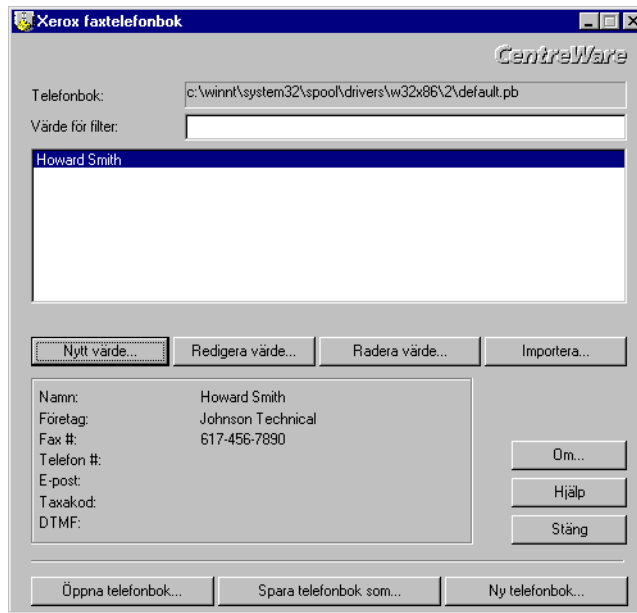 Xerox faxtelefonbok
CentreWare
Telefonbok: c:\winnt\system32\spool\drivers\w32x86\2\default.pb
Värde för filter:
Howard Smith
Nytt värde... Redigera värde... Radera värde... Importera...
Namn: Howard Smith
Företag: Johnson Technical
Fax #: 617-456-7890
Telefon #:
E-post:
Taxakod:
DTMF:
Om...
Hjälp
Stäng
Öppna telefonbok... Spara telefonbok som... Ny telefonbok...